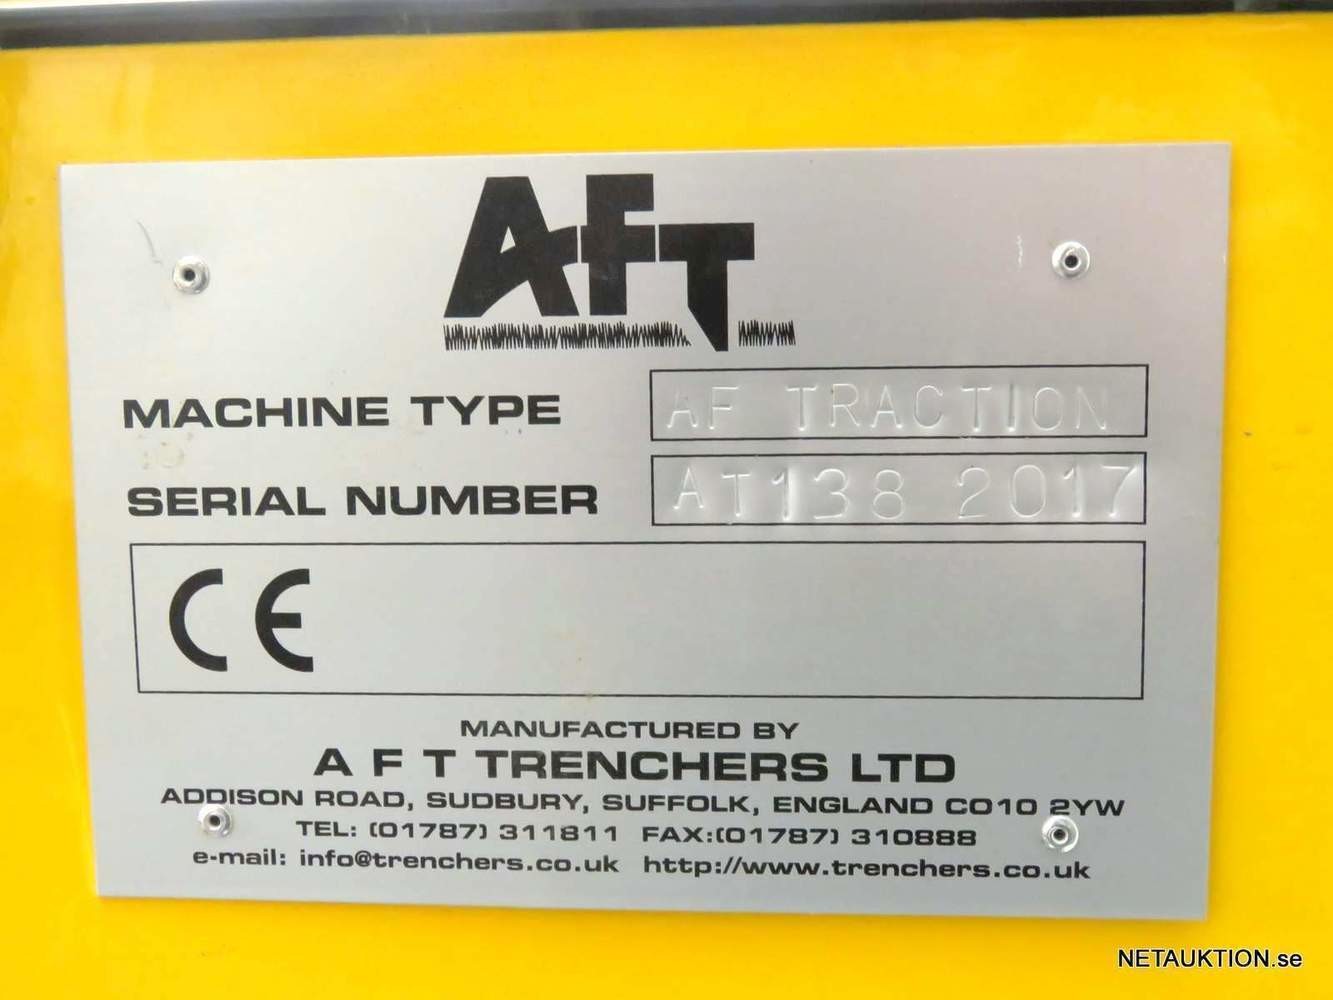 AFT
MACHINE TYPE AF TRACTION
SERIAL NUMBER AT138 2017
CE
MANUFACTURED BY
A F T TRENCHERS LTD
ADDISON ROAD, SUDBURY, SUFFOLK, ENGLAND CO10 2YW
TEL: (01787) 311811 FAX:(01787) 310888
e-mail: info@trenchers.co.uk http://www.trenchers.co.uk
NETAUKTION.se